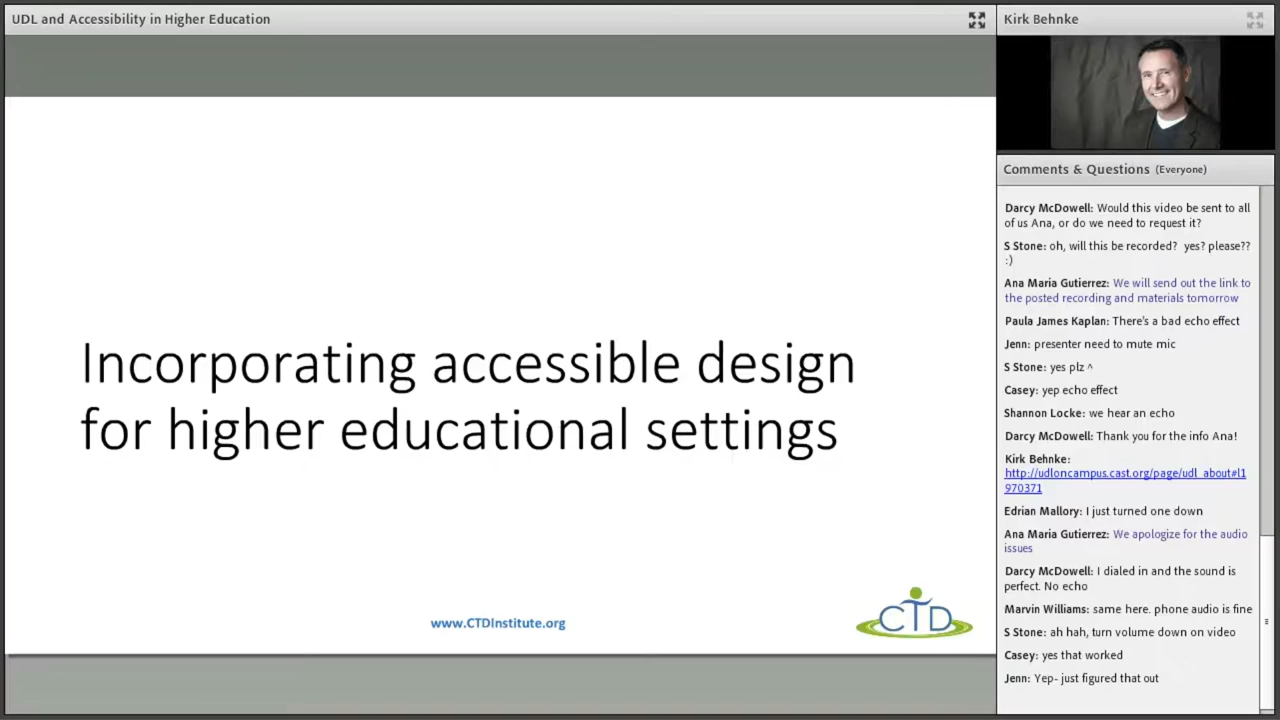 UDL and Accessibility in Higher Education
Incorporating accessible design
for higher educational settings
www.CTDInstitute.org
CTD
Kirk Behnke
Comments & Questions (Everyone)
Darcy McDowell: Would this video be sent to all
of us Ana, or do we need to request it?
S Stone: oh, will this be recorded?  yes? please??
:)
Ana Maria Gutierrez: We will send out the link to
the posted recording and materials tomorrow
Paula James Kaplan: There's a bad echo effect
Jenn: presenter need to mute mic
S Stone: yes plz ^
Casey: yep echo effect
Shannon Locke: we hear an echo
Darcy McDowell: Thank you for the info Ana!
Kirk Behnke:
http://udloncampus.cast.org/page/udl_about#l1
970371
Edrian Mallory: I just turned one down
Ana Maria Gutierrez: We apologize for the audio
issues
Darcy McDowell: I dialed in and the sound is
perfect. No echo
Marvin Williams: same here. phone audio is fine
S Stone: ah hah, turn volume down on video
Casey: yes that worked
Jenn: Yep- just figured that out